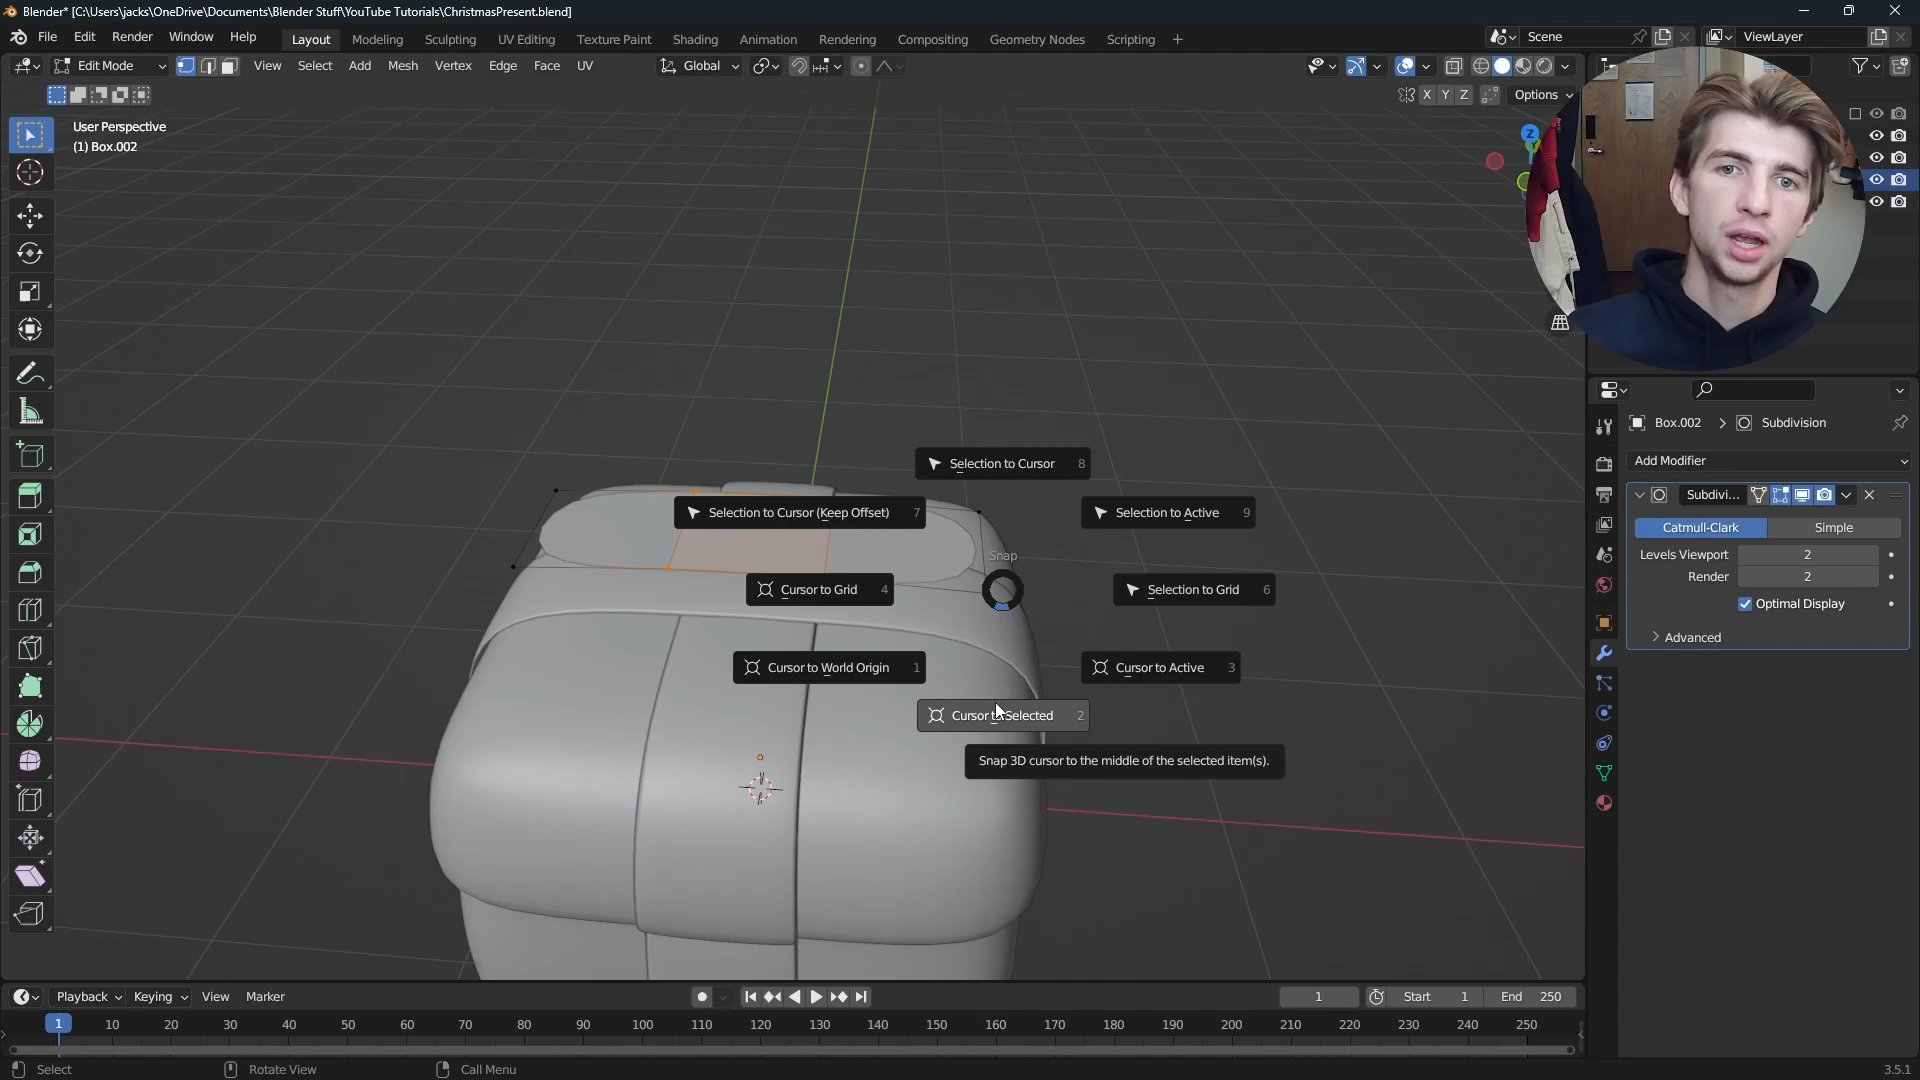 Blender* [C:\Users\jacks\OneDrive\Documents\Blender Stuff\YouTube Tutorials\ChristmasPresent.blend]
File Edit Render Window Help Layout Modeling Sculpting UV Editing Texture Paint Shading Animation Rendering Compositing Geometry Nodes Scripting + Scene ViewLayer
Edit Mode View Select Add Mesh Vertex Edge Face UV Global
X Y Z Options
User Perspective
(1) Box.002
Z
Box.002 > Subdivision
Add Modifier
Selection to Cursor 8
Subdivi...
Selection to Cursor (Keep Offset) 7
Selection to Active 9
Catmull-Clark Simple
Snap
Levels Viewport 2
Render 2
Cursor to Grid 4
Selection to Grid 6
Optimal Display
Advanced
Cursor to World Origin 1
Cursor to Active 3
Cursor to Selected 2
Snap 3D cursor to the middle of the selected item(s).
Playback Keying View Marker 1 Start 1 End 250
1 10 20 30 40 50 60 70 80 90 100 110 120 130 140 150 160 170 180 190 200 210 220 230 240 250
Select Rotate View Call Menu 3.5.1